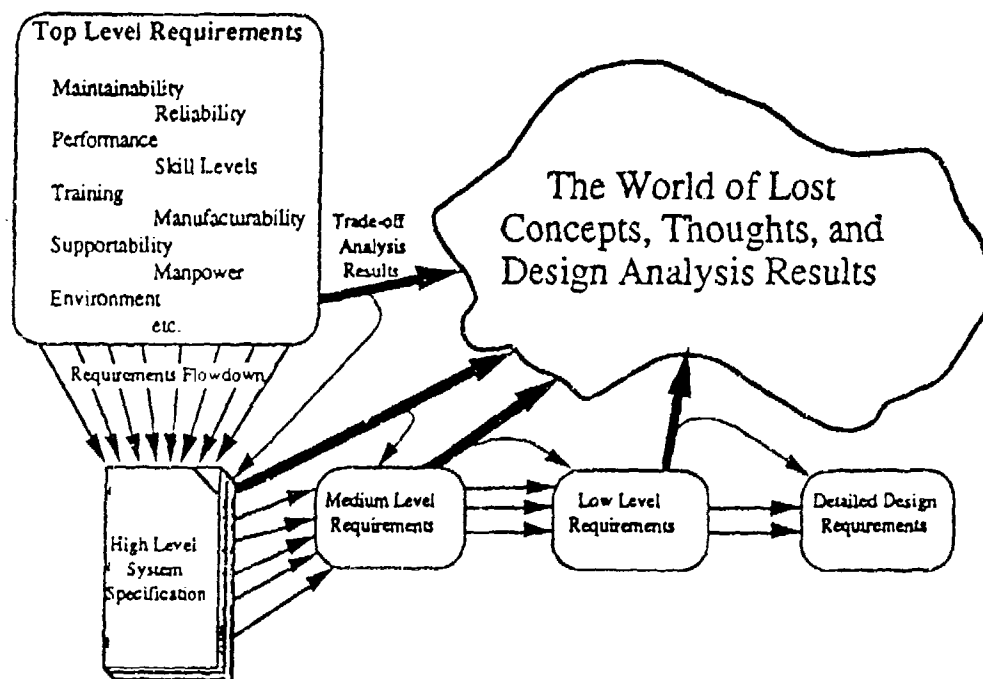 Top Level Requirements
Maintainability
Reliability
Performance
Skill Levels
Training
Manufacturability
Supportability
Manpower
Environment
etc.
Trade-off
Analysis
Results
The World of Lost
Concepts, Thoughts, and
Design Analysis Results
Requirements Flowdown
High Level
System
Specification
Medium Level
Requirements
Low Level
Requirements
Detailed Design
Requirements